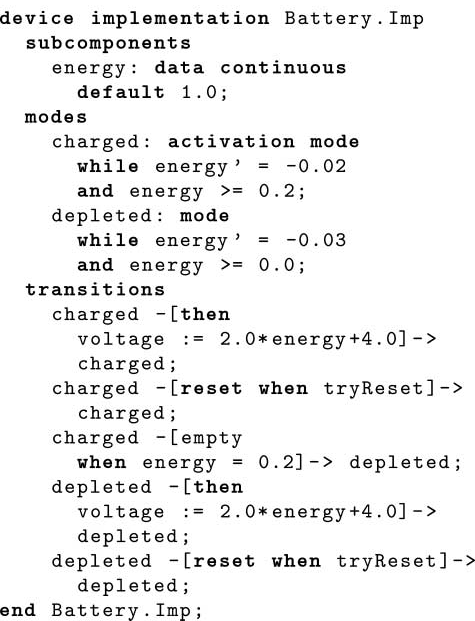 device implementation Battery.Imp
subcomponents
energy: data continuous
default 1.0;
modes
charged: activation mode
while energy' = -0.02
and energy >= 0.2;
depleted: mode
while energy' = -0.03
and energy >= 0.0;
transitions
charged -[then
voltage := 2.0*energy+4.0]->
charged;
charged -[reset when tryReset]->
charged;
charged -[empty
when energy = 0.2]-> depleted;
depleted -[then
voltage := 2.0*energy+4.0]->
depleted;
depleted -[reset when tryReset]->
depleted;
end Battery.Imp;